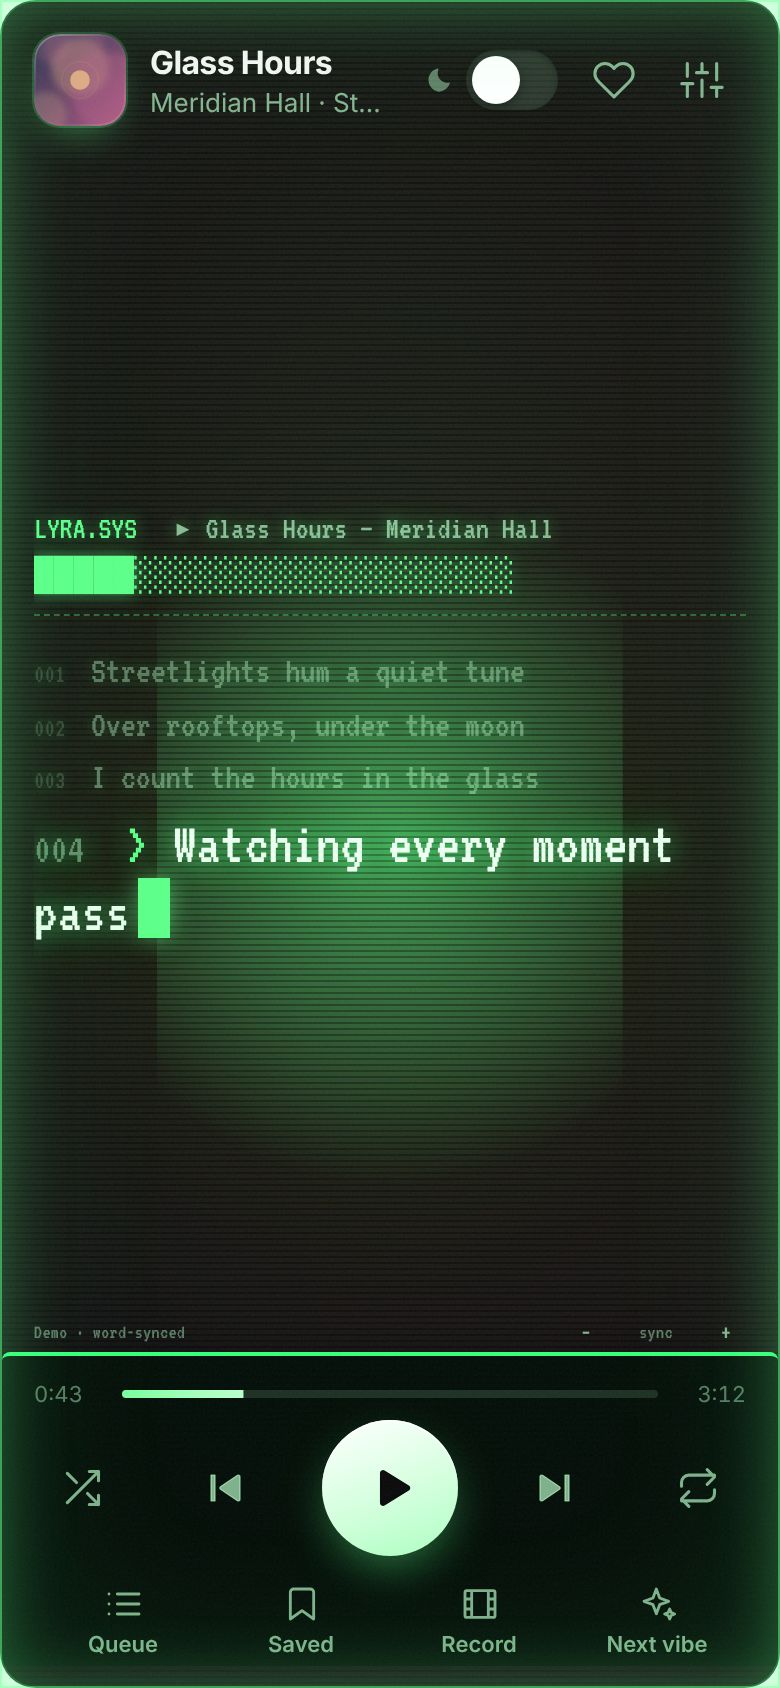 Glass Hours
Meridian Hall · St...
LYRA.SYS ▶ Glass Hours — Meridian Hall
001 Streetlights hum a quiet tune
002 Over rooftops, under the moon
003 I count the hours in the glass
004 › Watching every moment
pass
Demo · word-synced - sync +
0:43 3:12
Queue Saved Record Next vibe